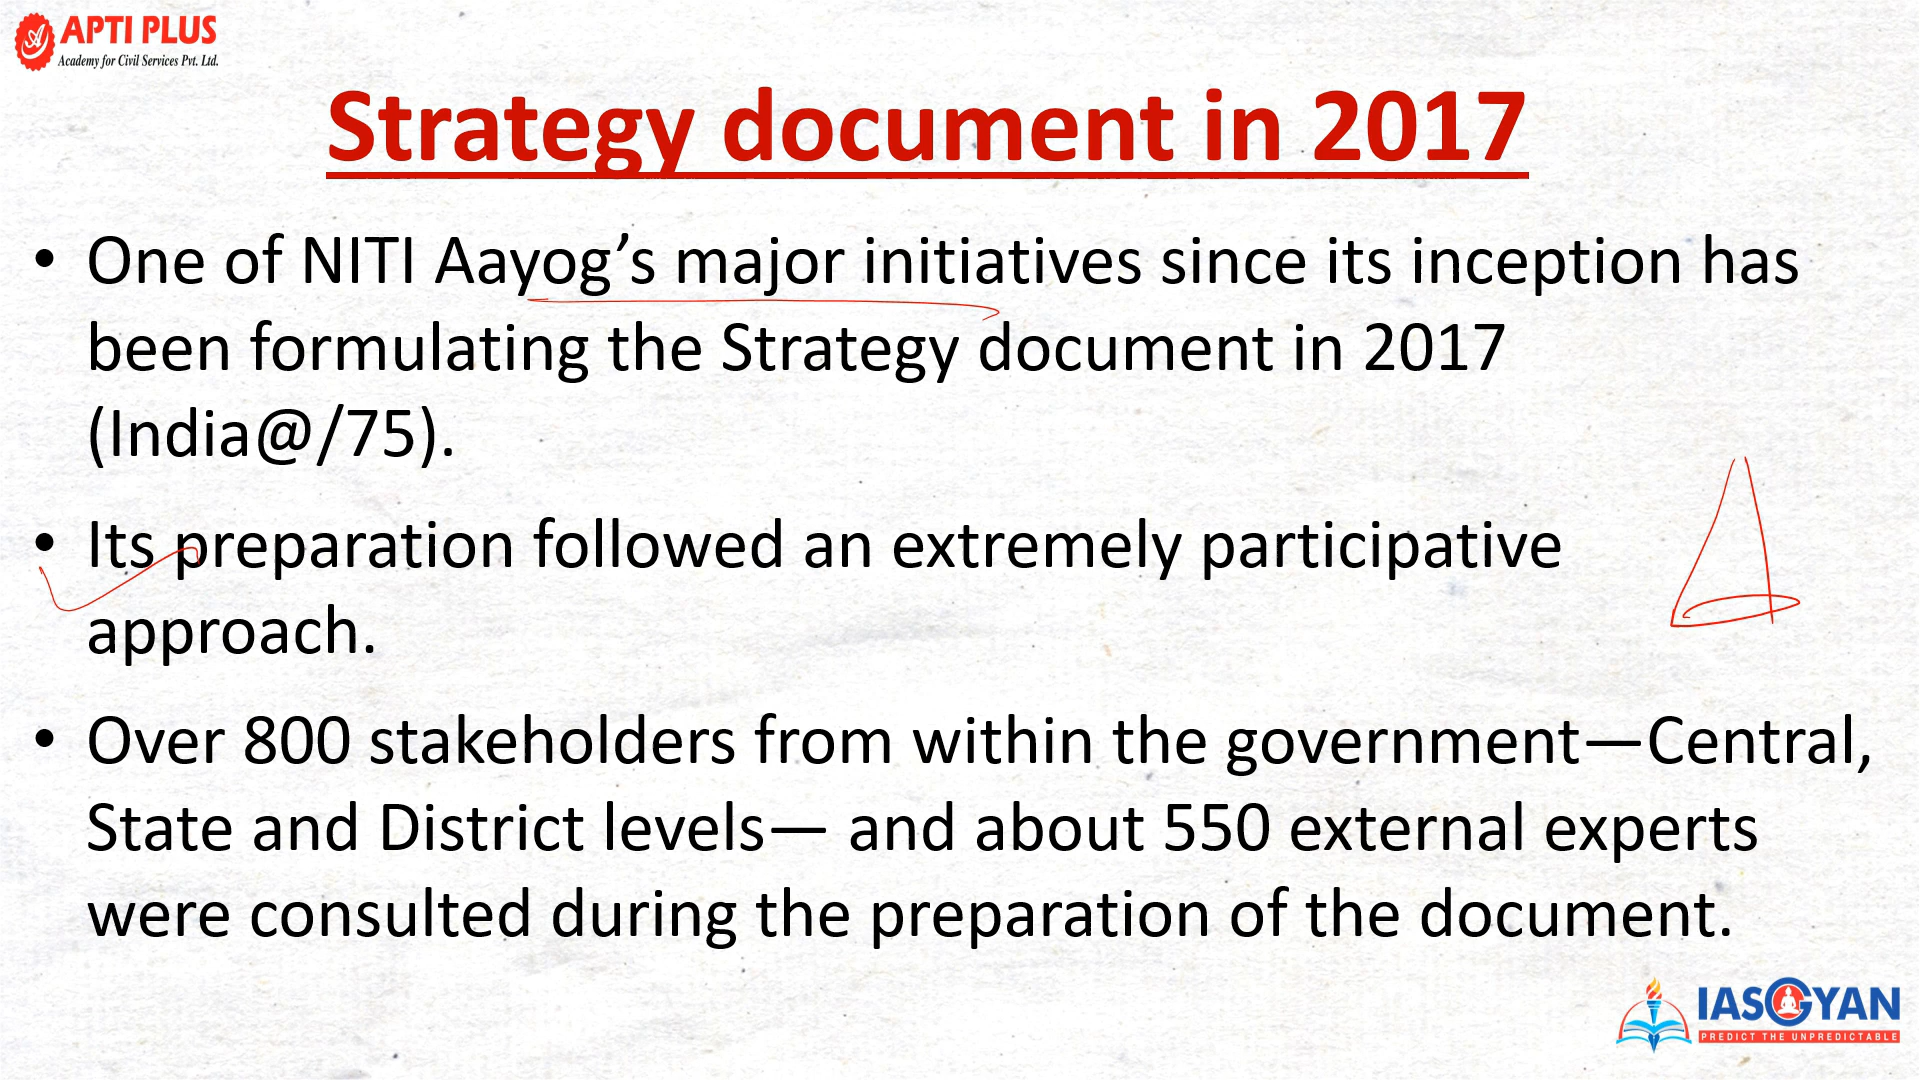 APTI PLUS
Academy for Civil Services Pvt. Ltd.
Strategy document in 2017
• One of NITI Aayog’s major initiatives since its inception has
been formulating the Strategy document in 2017
(India@/75).
• Its preparation followed an extremely participative
approach.
• Over 800 stakeholders from within the government—Central,
State and District levels— and about 550 external experts
were consulted during the preparation of the document.
IASGYAN
PREDICT THE UNPREDICTABLE